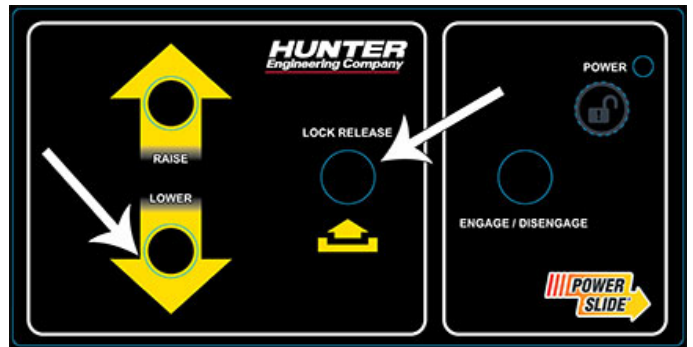 HUNTER
Engineering Company
LOCK RELEASE
RAISE
LOWER
POWER
ENGAGE / DISENGAGE
POWER
SLIDE